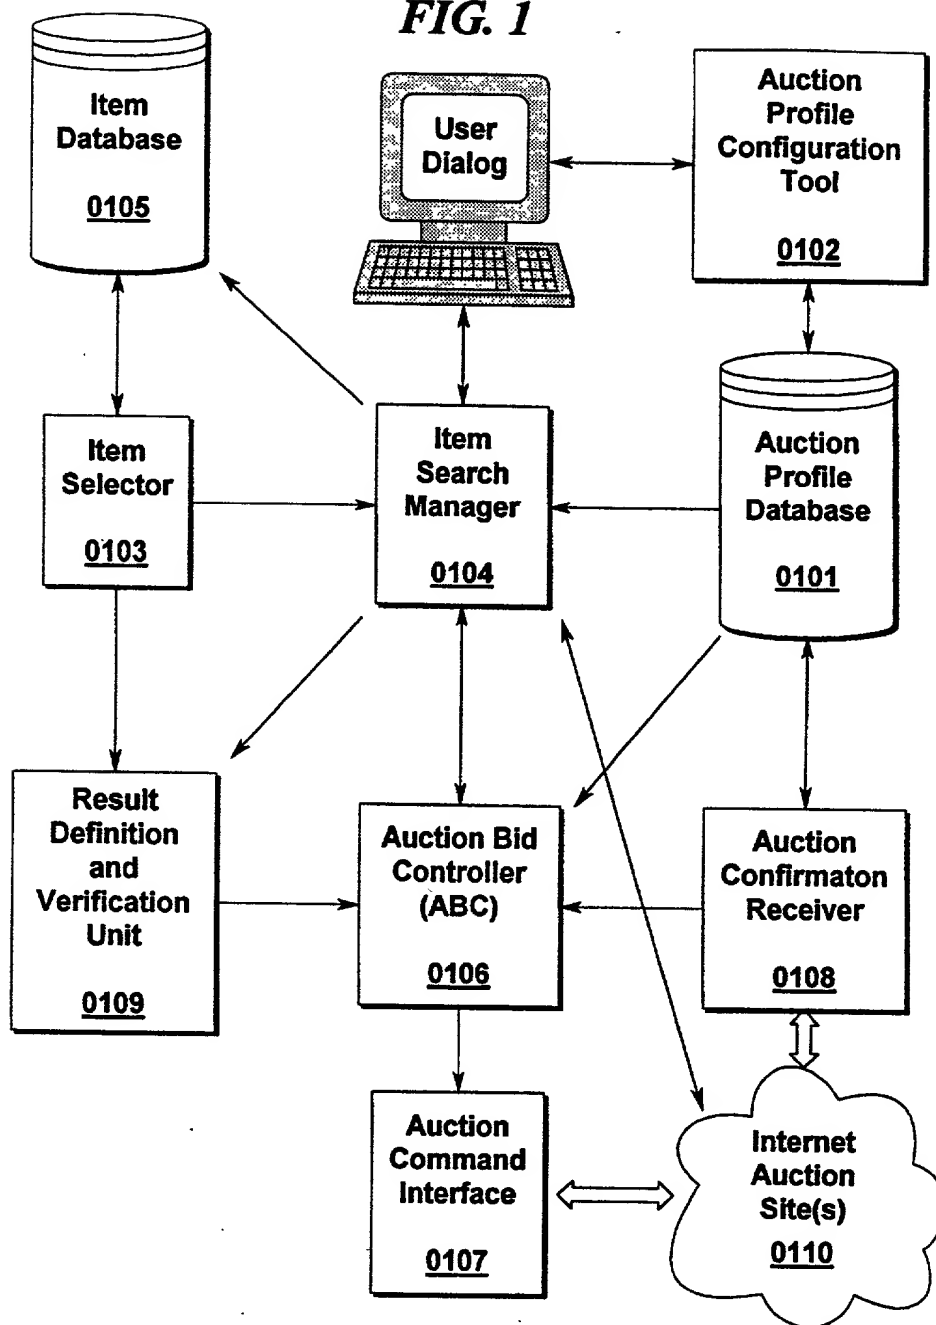 FIG. 1
Item
Database
0105
User
Dialog
Auction
Profile
Configuration
Tool
0102
Item
Selector
0103
Item
Search
Manager
0104
Auction
Profile
Database
0101
Result
Definition
and
Verification
Unit
0109
Auction Bid
Controller
(ABC)
0106
Auction
Confirmaton
Receiver
0108
Auction
Command
Interface
0107
Internet
Auction
Site(s)
0110